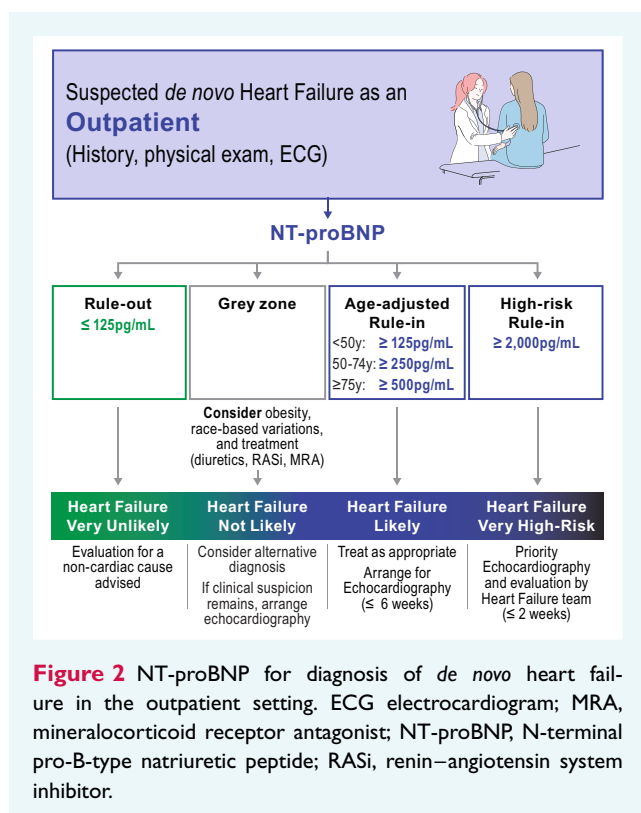 Suspected de novo Heart Failure as an
Outpatient
(History, physical exam, ECG)
NT-proBNP
Rule-out
≤ 125pg/mL
Grey zone
Age-adjusted
Rule-in
<50y: ≥ 125pg/mL
50-74y: ≥ 250pg/mL
≥75y: ≥ 500pg/mL
High-risk
Rule-in
≥ 2,000pg/mL
Consider obesity,
race-based variations,
and treatment
(diuretics, RASi, MRA)
Heart Failure
Very Unlikely
Heart Failure
Not Likely
Heart Failure
Likely
Heart Failure
Very High-Risk
Evaluation for a
non-cardiac cause
advised
Consider alternative
diagnosis
If clinical suspicion
remains, arrange
echocardiography
Treat as appropriate
Arrange for
Echocardiography
(≤ 6 weeks)
Priority
Echocardiography
and evaluation by
Heart Failure team
(≤ 2 weeks)
Figure 2 NT-proBNP for diagnosis of de novo heart fail-
ure in the outpatient setting. ECG electrocardiogram; MRA,
mineralocorticoid receptor antagonist; NT-proBNP, N-terminal
pro-B-type natriuretic peptide; RASi, renin–angiotensin system
inhibitor.